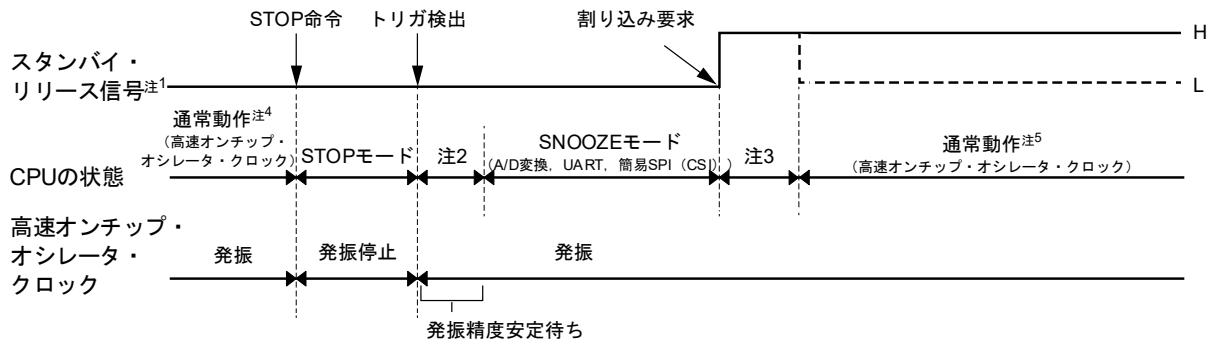 STOP命令
トリガ検出
割り込み要求
H
L
スタンバイ・
リリース信号注1
通常動作注4
(高速オンチップ・
オシレータ・クロック)
STOPモード
注2
SNOOZEモード
(A/D変換, UART, 簡易SPI (CSI))
注3
通常動作注5
(高速オンチップ・オシレータ・クロック)
CPUの状態
高速オンチップ・
オシレータ・
クロック
発振
発振停止
発振
発振精度安定待ち